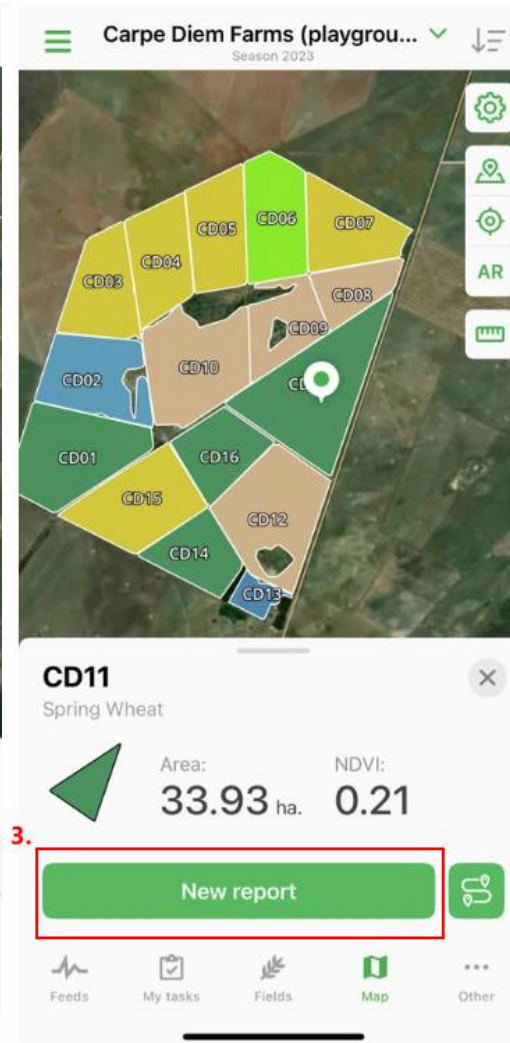 Carpe Diem Farms (playgrou...
Season 2023
CD06
CD05
CD07
CD04
CD03
CD08
AR
CD09
CD10
CD02
CD
CD01
CD16
CD15
CD12
CD14
CD13
CD11
Spring Wheat
Area:
NDVI:
33.93 ha.
0.21
3.
New report
Feeds
My tasks
Fields
Map
Other